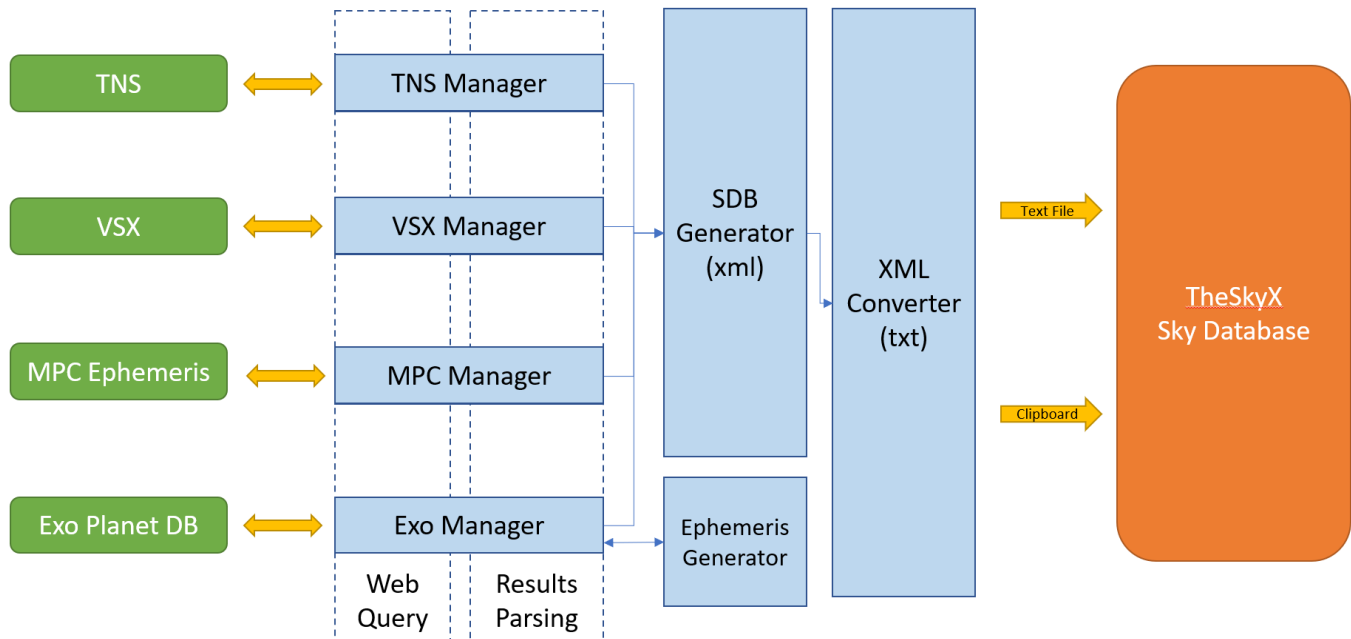 TNS
TNS Manager
VSX
VSX Manager
MPC Ephemeris
MPC Manager
Exo Planet DB
Exo Manager
Web
Query
Results
Parsing
SDB
Generator
(xml)
Ephemeris
Generator
XML
Converter
(txt)
Text File
Clipboard
TheSkyX
Sky Database